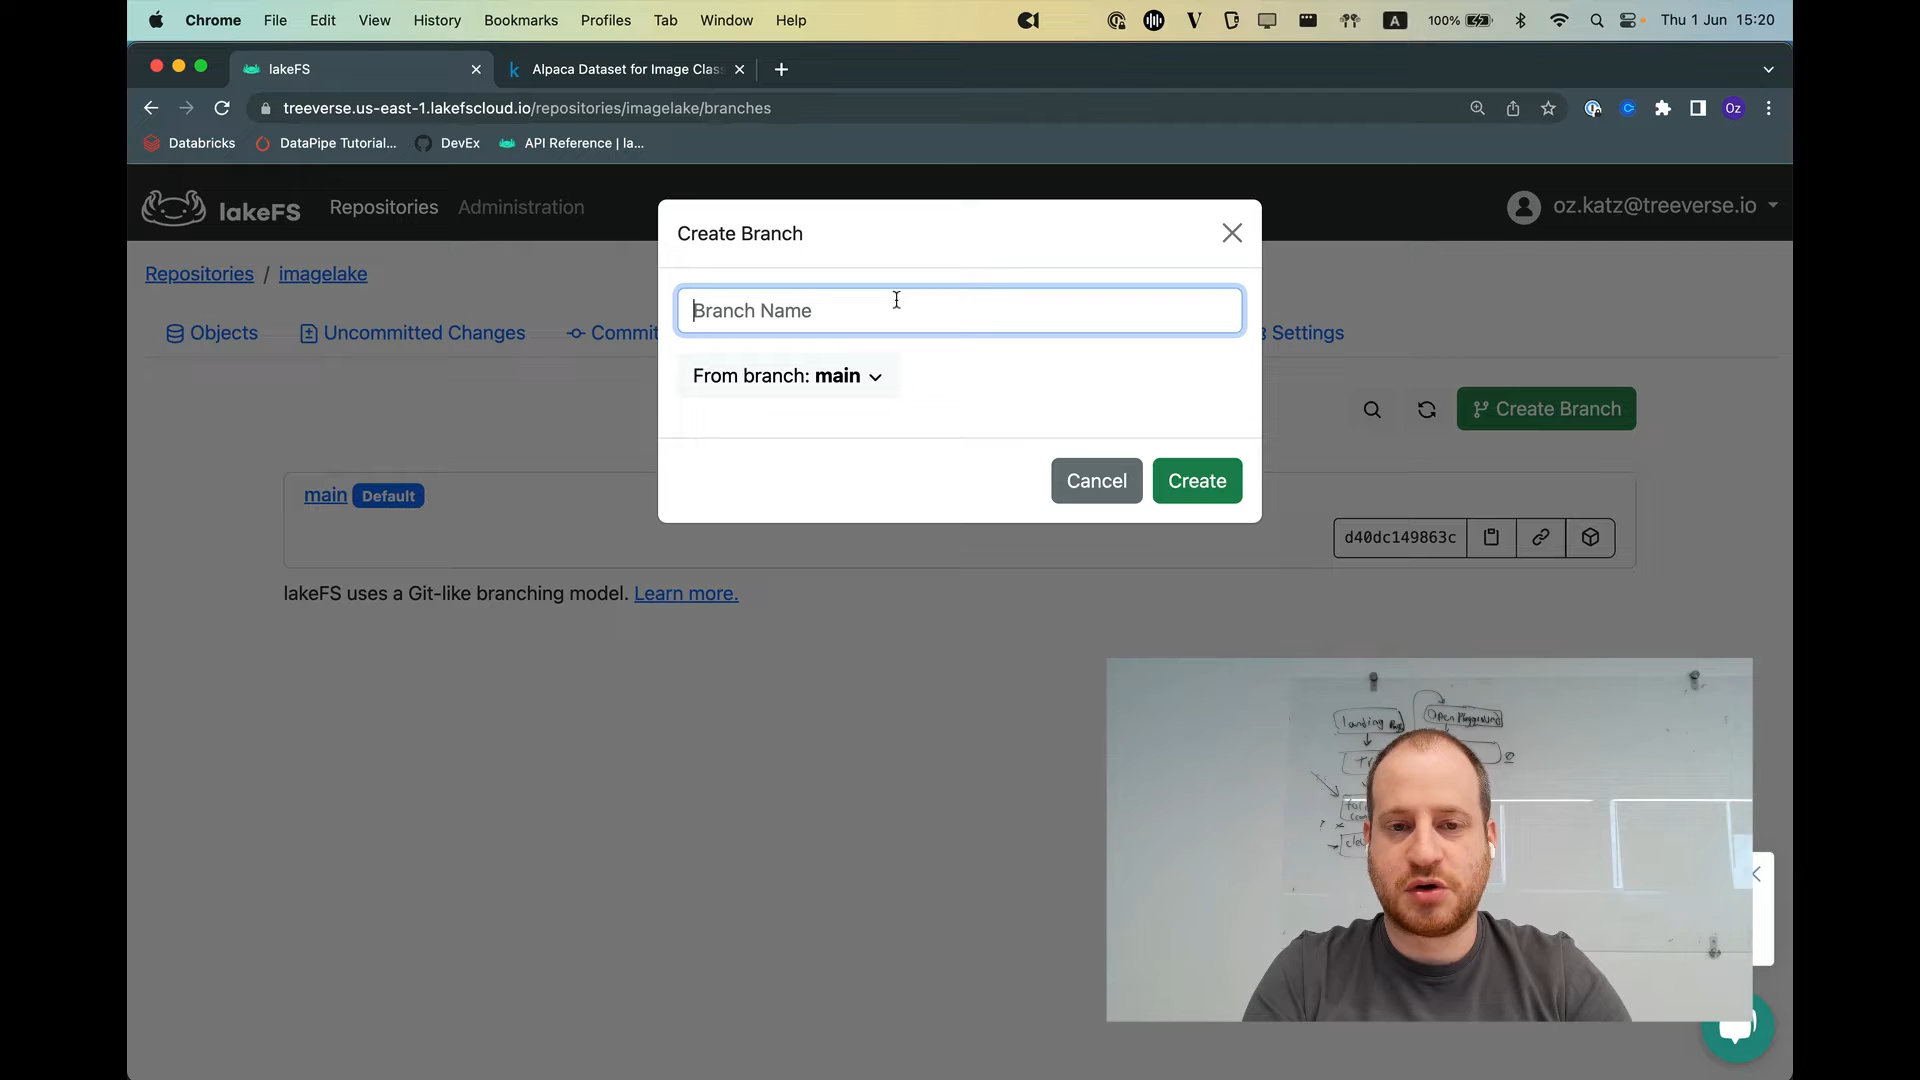 Chrome File Edit View History Bookmarks Profiles Tab Window Help A 100% Thu 1 Jun 15:20
lakeFS Alpaca Dataset for Image Clas
treeverse.us-east-1.lakefscloud.io/repositories/imagelake/branches Oz
Databricks DataPipe Tutorial... DevEx API Reference | la...
lakeFS Repositories Administration oz.katz@treeverse.io
Create Branch
Repositories / imagelake
Branch Name
Objects Uncommitted Changes Commit Settings
From branch: main
Create Branch
Cancel Create
main Default
d40dc149863c
lakeFS uses a Git-like branching model. Learn more.
landing
Open Playground